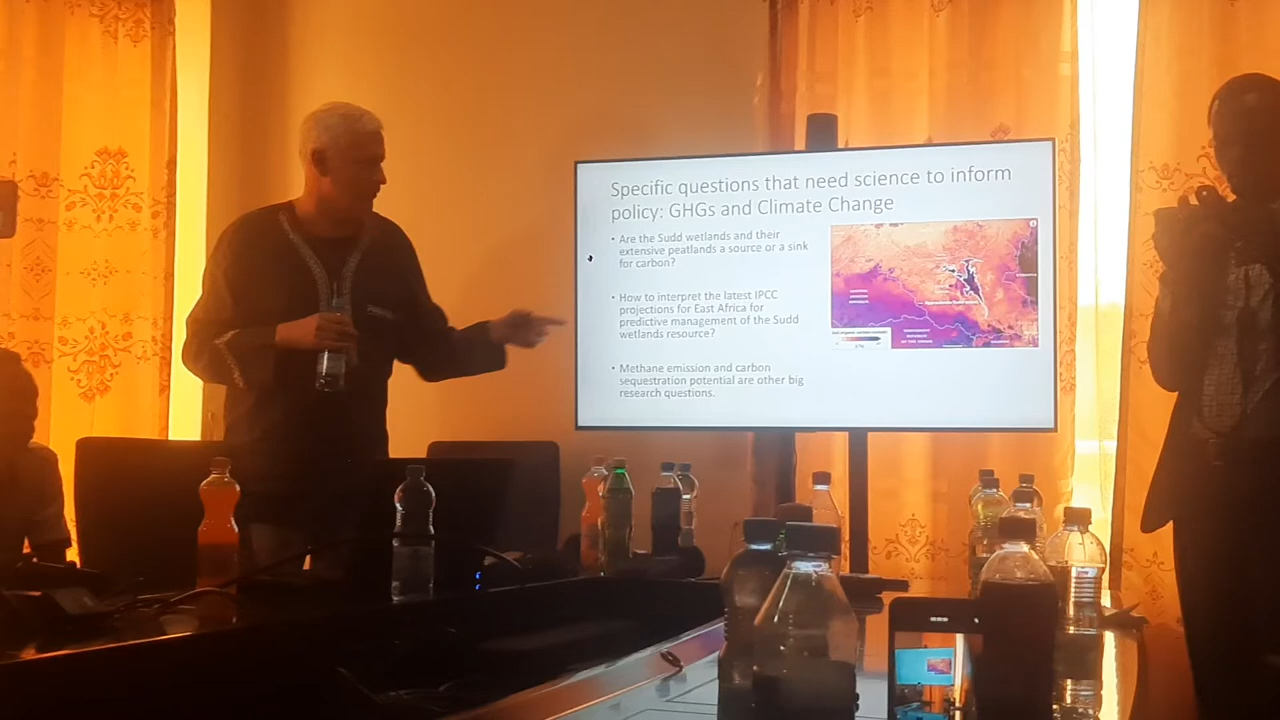 Specific questions that need science to inform
policy: GHGs and Climate Change
• Are the Sudd wetlands and their
extensive peatlands a source or a sink
for carbon?
• How to interpret the latest IPCC
projections for East Africa for
predictive management of the Sudd
wetlands resource?
• Methane emission and carbon
sequestration potential are other big
research questions.